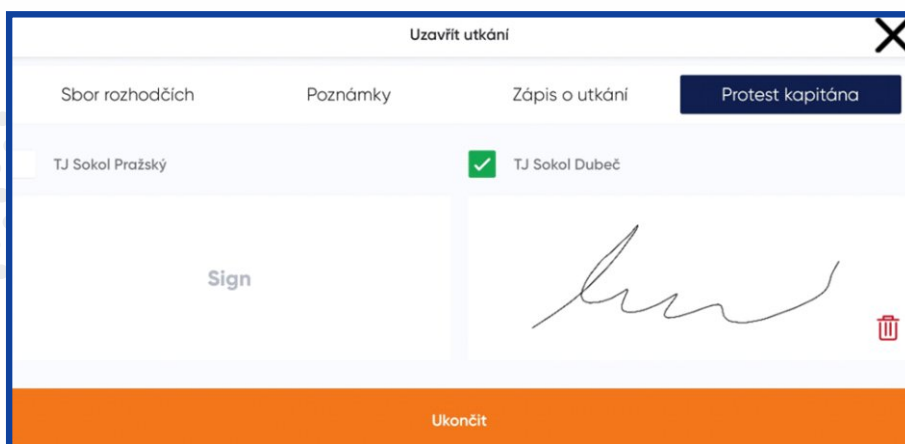 Uzavřít utkání
Sbor rozhodčích Poznámky Zápis o utkání Protest kapitána
TJ Sokol Pražský TJ Sokol Dubeč
Sign
Ukončit